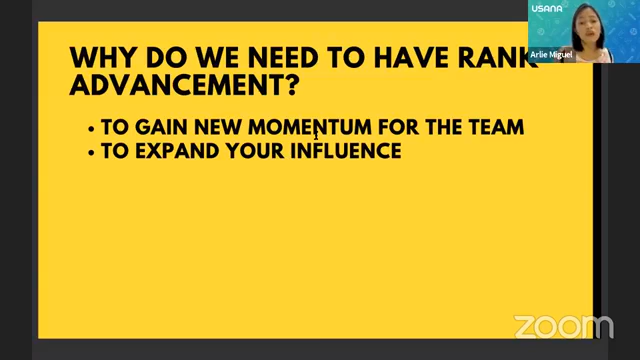 USANA
Arlie Miguel
WHY DO WE NEED TO HAVE RANK
ADVANCEMENT?
• TO GAIN NEW MOMENTUM FOR THE TEAM
• TO EXPAND YOUR INFLUENCE
zoom